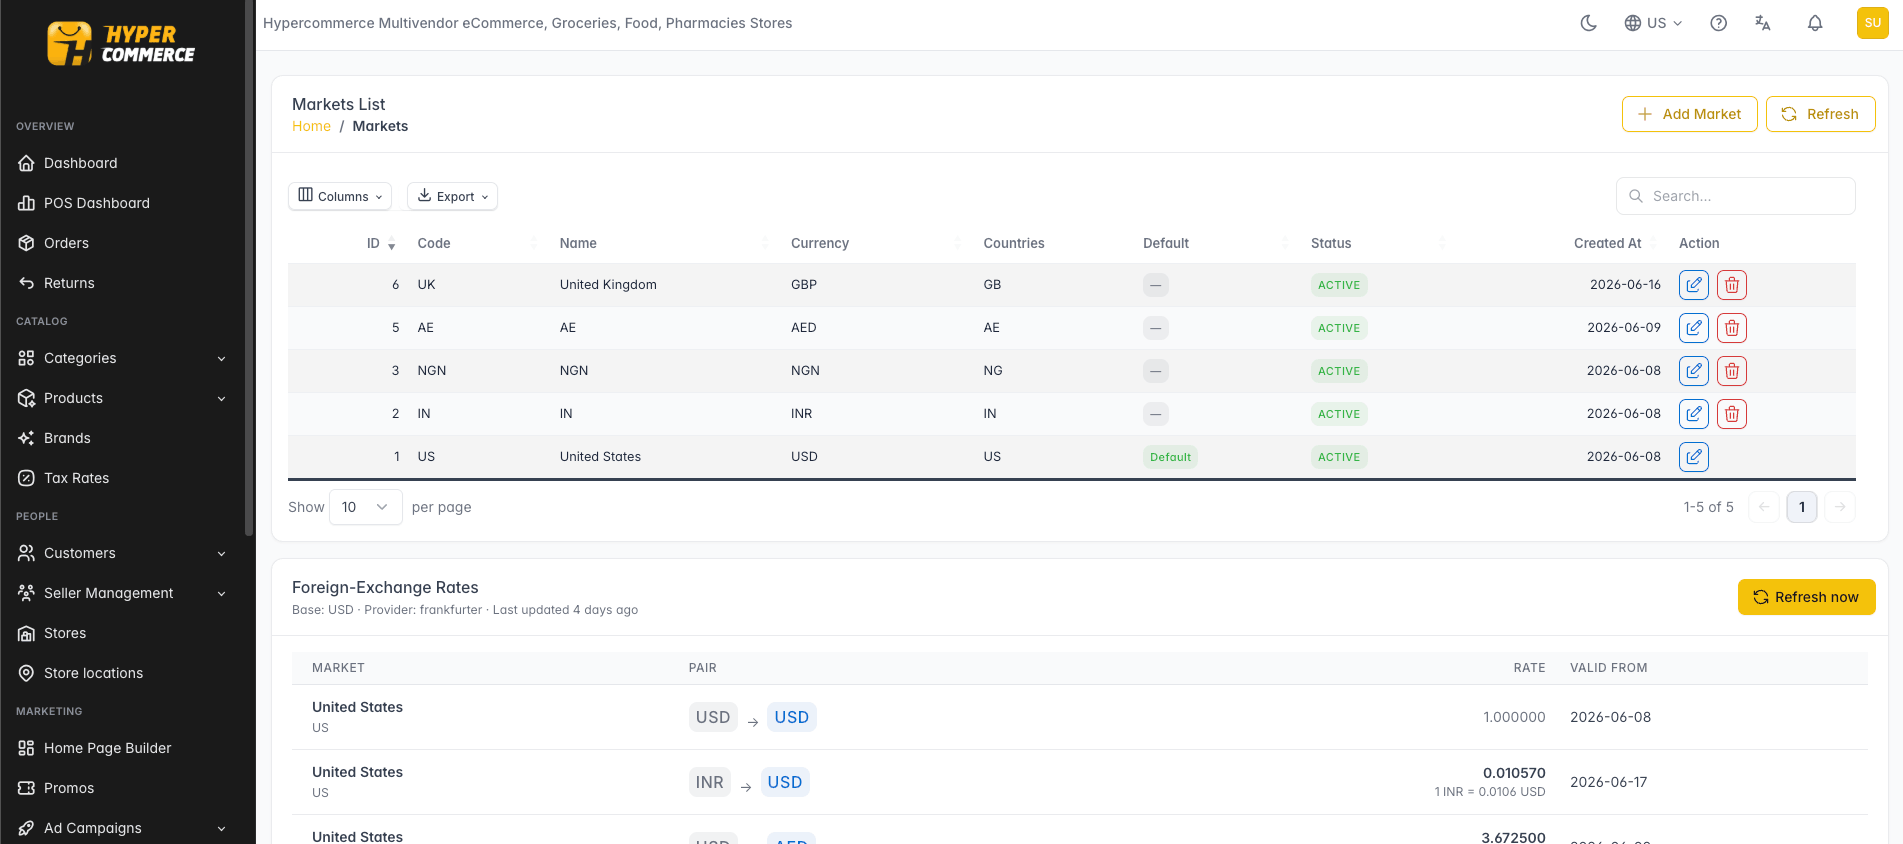 HYPER
COMMERCE
Hypercommerce Multivendor eCommerce, Groceries, Food, Pharmacies Stores
US
SU
OVERVIEW
Dashboard
POS Dashboard
Orders
Returns
CATALOG
Categories
Products
Brands
Tax Rates
PEOPLE
Customers
Seller Management
Stores
Store locations
MARKETING
Home Page Builder
Promos
Ad Campaigns
Markets List
Home / Markets
Add Market
Refresh
Columns
Export
Search...
ID Code Name Currency Countries Default Status Created At Action
6 UK United Kingdom GBP GB — ACTIVE 2026-06-16
5 AE AE AED AE — ACTIVE 2026-06-09
3 NGN NGN NGN NG — ACTIVE 2026-06-08
2 IN IN INR IN — ACTIVE 2026-06-08
1 US United States USD US Default ACTIVE 2026-06-08
Show 10 per page
1-5 of 5 ← 1 →
Foreign-Exchange Rates
Base: USD · Provider: frankfurter · Last updated 4 days ago
Refresh now
MARKET PAIR RATE VALID FROM
United States
US
USD → USD 1.000000 2026-06-08
United States
US
INR → USD 0.010570 2026-06-17
1 INR = 0.0106 USD
United States
USD AED 3.672500